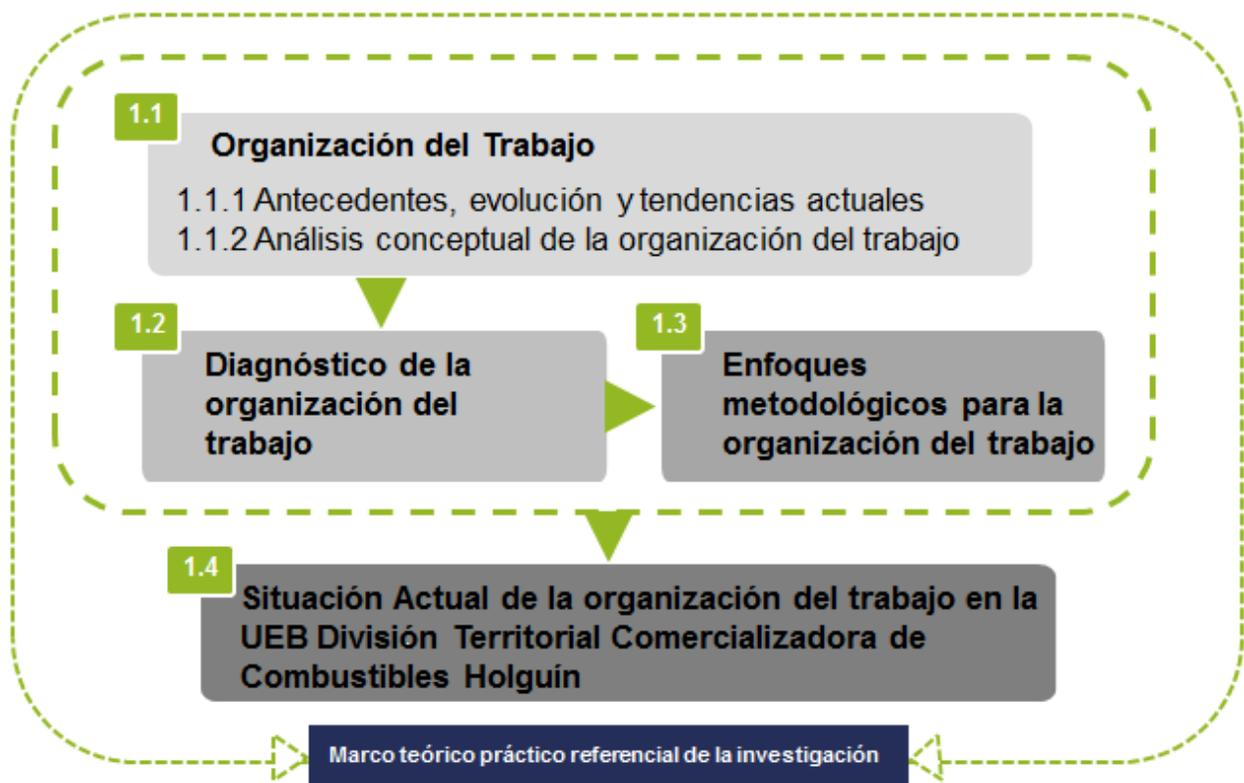 1.1
Organización del Trabajo
1.1.1 Antecedentes, evolución y tendencias actuales
1.1.2 Análisis conceptual de la organización del trabajo
1.2
Diagnóstico de la
organización del
trabajo
1.3
Enfoques
metodológicos para la
organización del trabajo
1.4
Situación Actual de la organización del trabajo en la
UEB División Territorial Comercializadora de
Combustibles Holguín
Marco teórico práctico referencial de la investigación